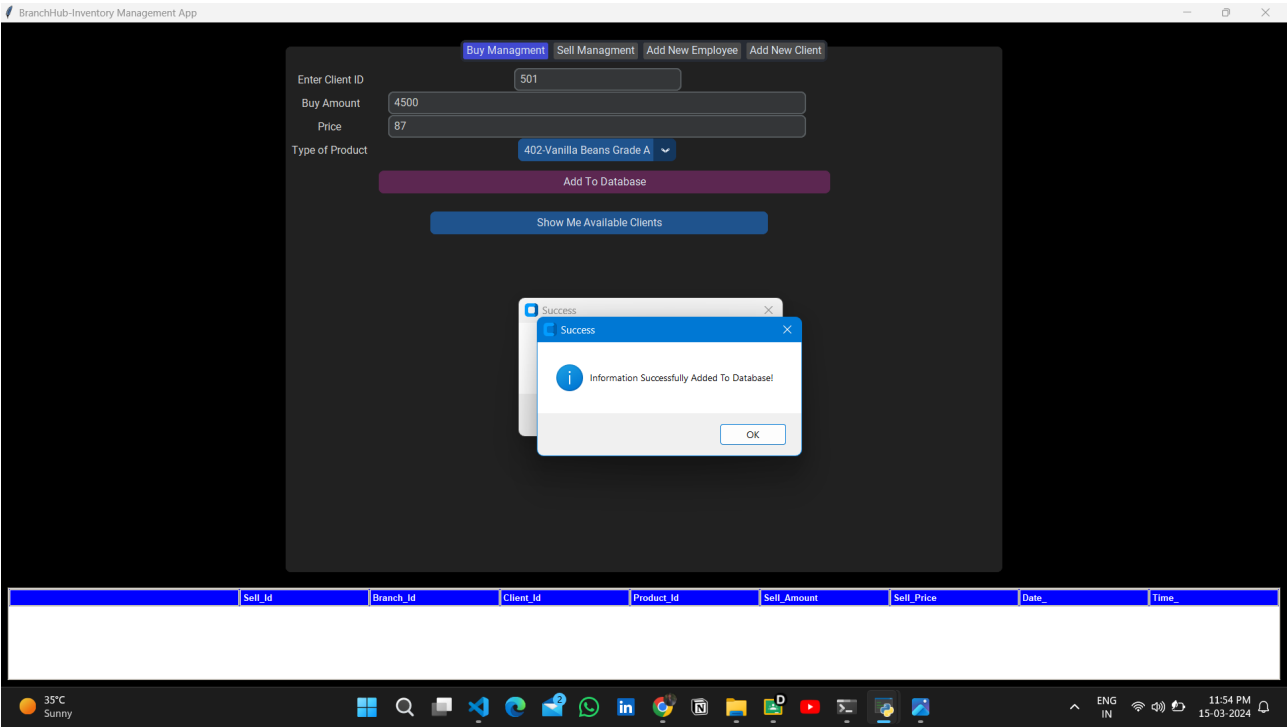 BranchHub-Inventory Management App
Buy Managment Sell Managment Add New Employee Add New Client
Enter Client ID 501
Buy Amount 4500
Price 87
Type of Product 402-Vanilla Beans Grade A
Add To Database
Show Me Available Clients
Success
Success
Information Successfully Added To Database!
OK
Sell_Id Branch_Id Client_Id Product_Id Sell_Amount Sell_Price Date_ Time_
35°C
Sunny
2
in
N
D
ENG
IN
11:54 PM
15-03-2024